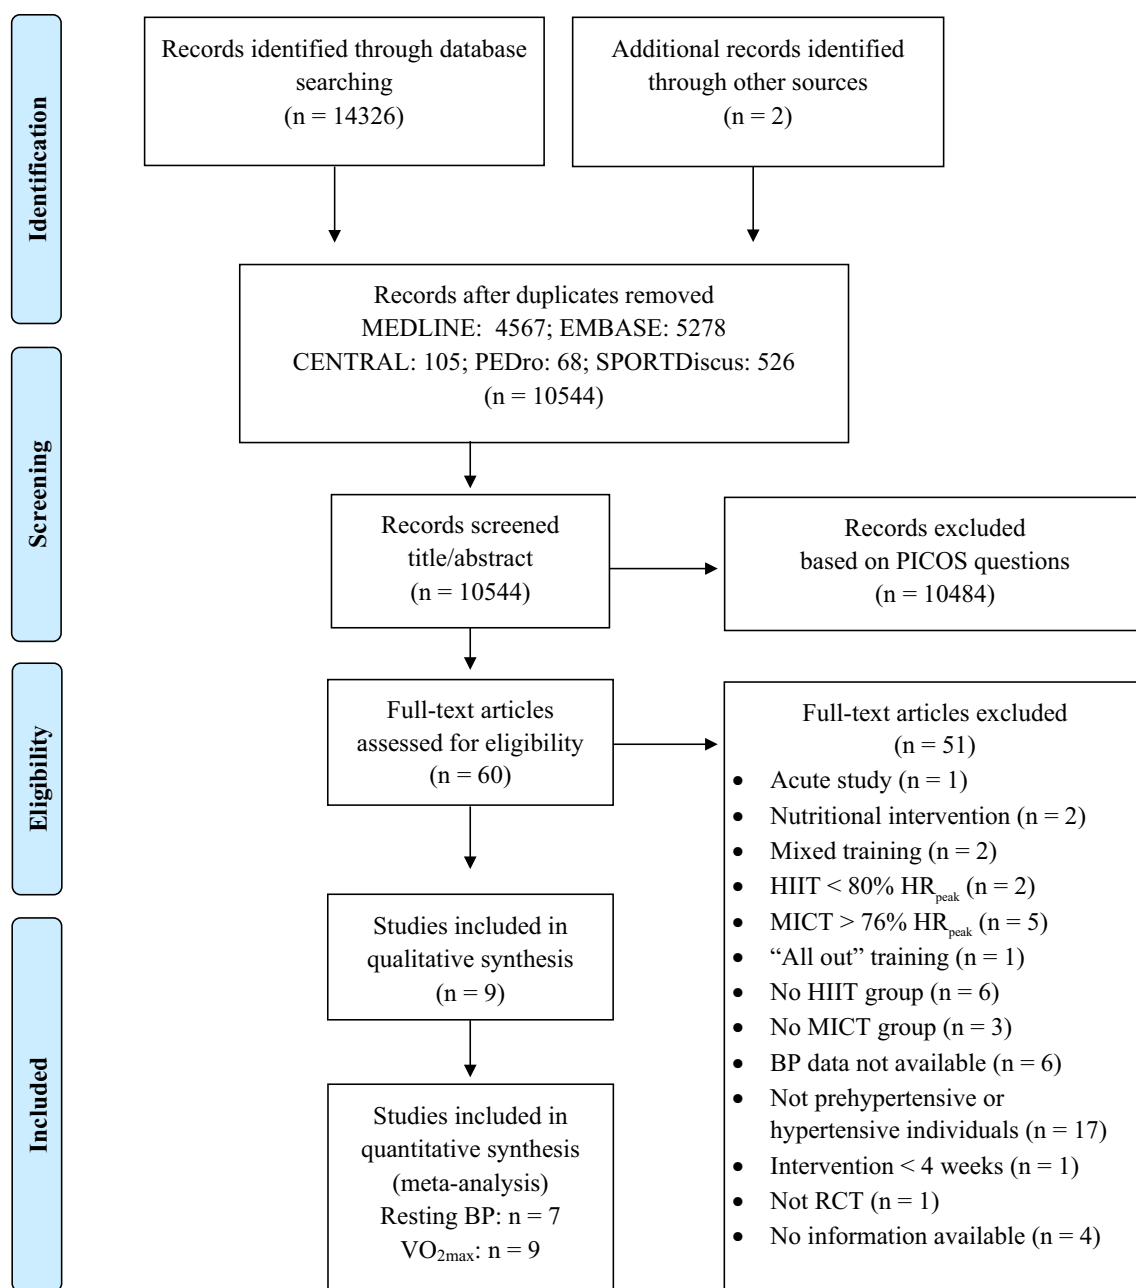 Identification
Records identified through database
searching
(n = 14326)
Additional records identified
through other sources
(n = 2)
Records after duplicates removed
MEDLINE: 4567; EMBASE: 5278
CENTRAL: 105; PEDro: 68; SPORTDiscus: 526
(n = 10544)
Screening
Records screened
title/abstract
(n = 10544)
Records excluded
based on PICOS questions
(n = 10484)
Eligibility
Full-text articles
assessed for eligibility
(n = 60)
Full-text articles excluded
(n = 51)
• Acute study (n = 1)
• Nutritional intervention (n = 2)
• Mixed training (n = 2)
• HIIT < 80% HRpeak (n = 2)
• MICT > 76% HRpeak (n = 5)
• “All out” training (n = 1)
• No HIIT group (n = 6)
• No MICT group (n = 3)
• BP data not available (n = 6)
• Not prehypertensive or
hypertensive individuals (n = 17)
• Intervention < 4 weeks (n = 1)
• Not RCT (n = 1)
• No information available (n = 4)
Included
Studies included in
qualitative synthesis
(n = 9)
Studies included in
quantitative synthesis
(meta-analysis)
Resting BP: n = 7
VO2max: n = 9